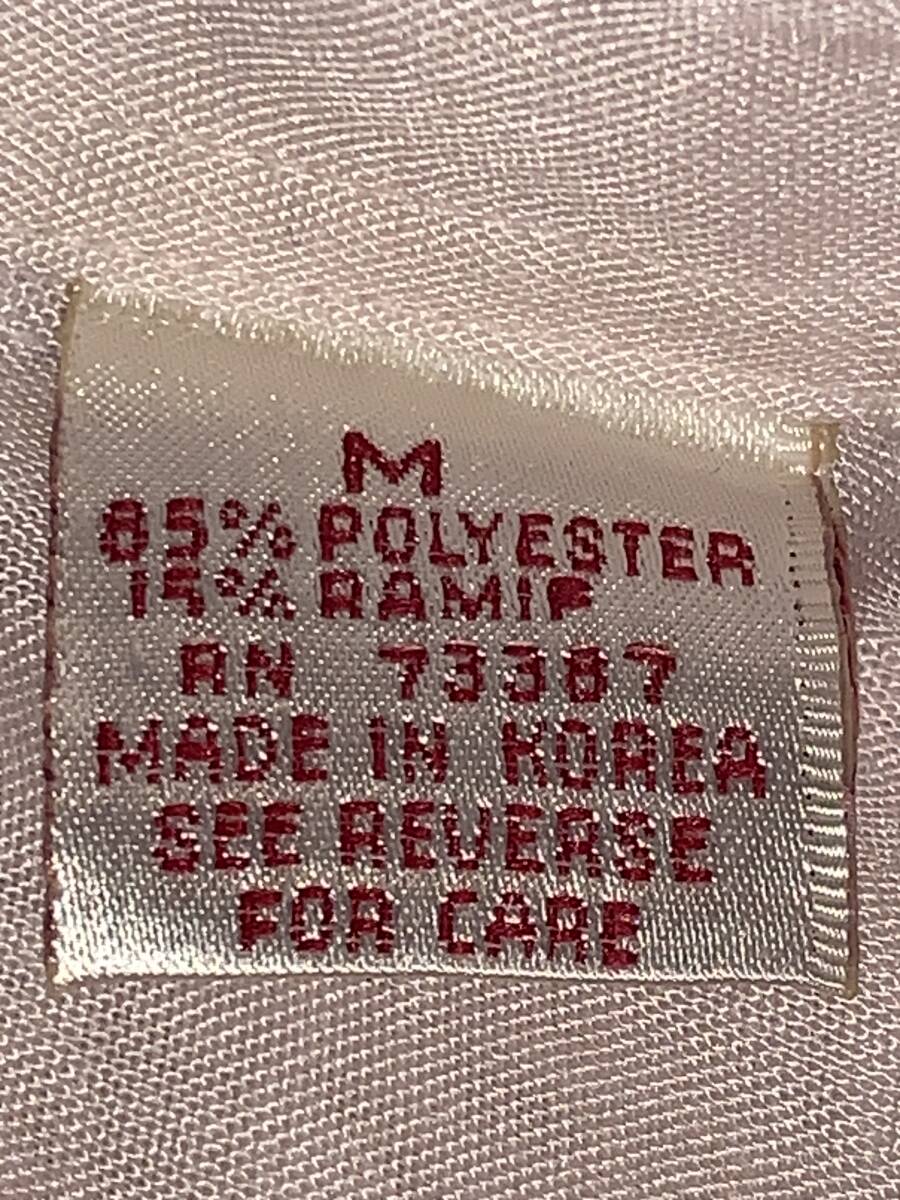 M
85% POLYESTER
15% RAMIE
RN 73387
MADE IN KOREA
SEE REVERSE
FOR CARE